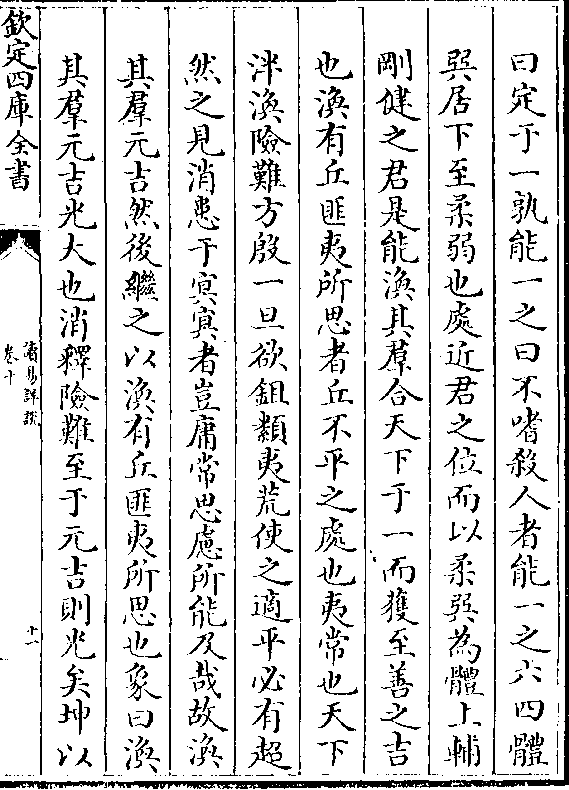 曰定于一孰能一之曰不嗜殺人者能一之六四體
巽居下至柔弱也處近君之位而以柔巽為體上輔
剛健之君是能渙其羣合天下于一而獲至善之吉
也渙有丘匪夷所思者丘不平之處也夷常也天下
泮渙險難方殷一旦欲鉏類夷荒使之適平必有超
然之見消患于冥冥者豈庸常思慮所能及哉故渙
其羣元吉然後繼之以渙有丘匪夷所思也象曰渙
其羣元吉光大也消釋險難至于元吉則光矣坤以
欽定四庫全書
讀易詳說
卷十
十一